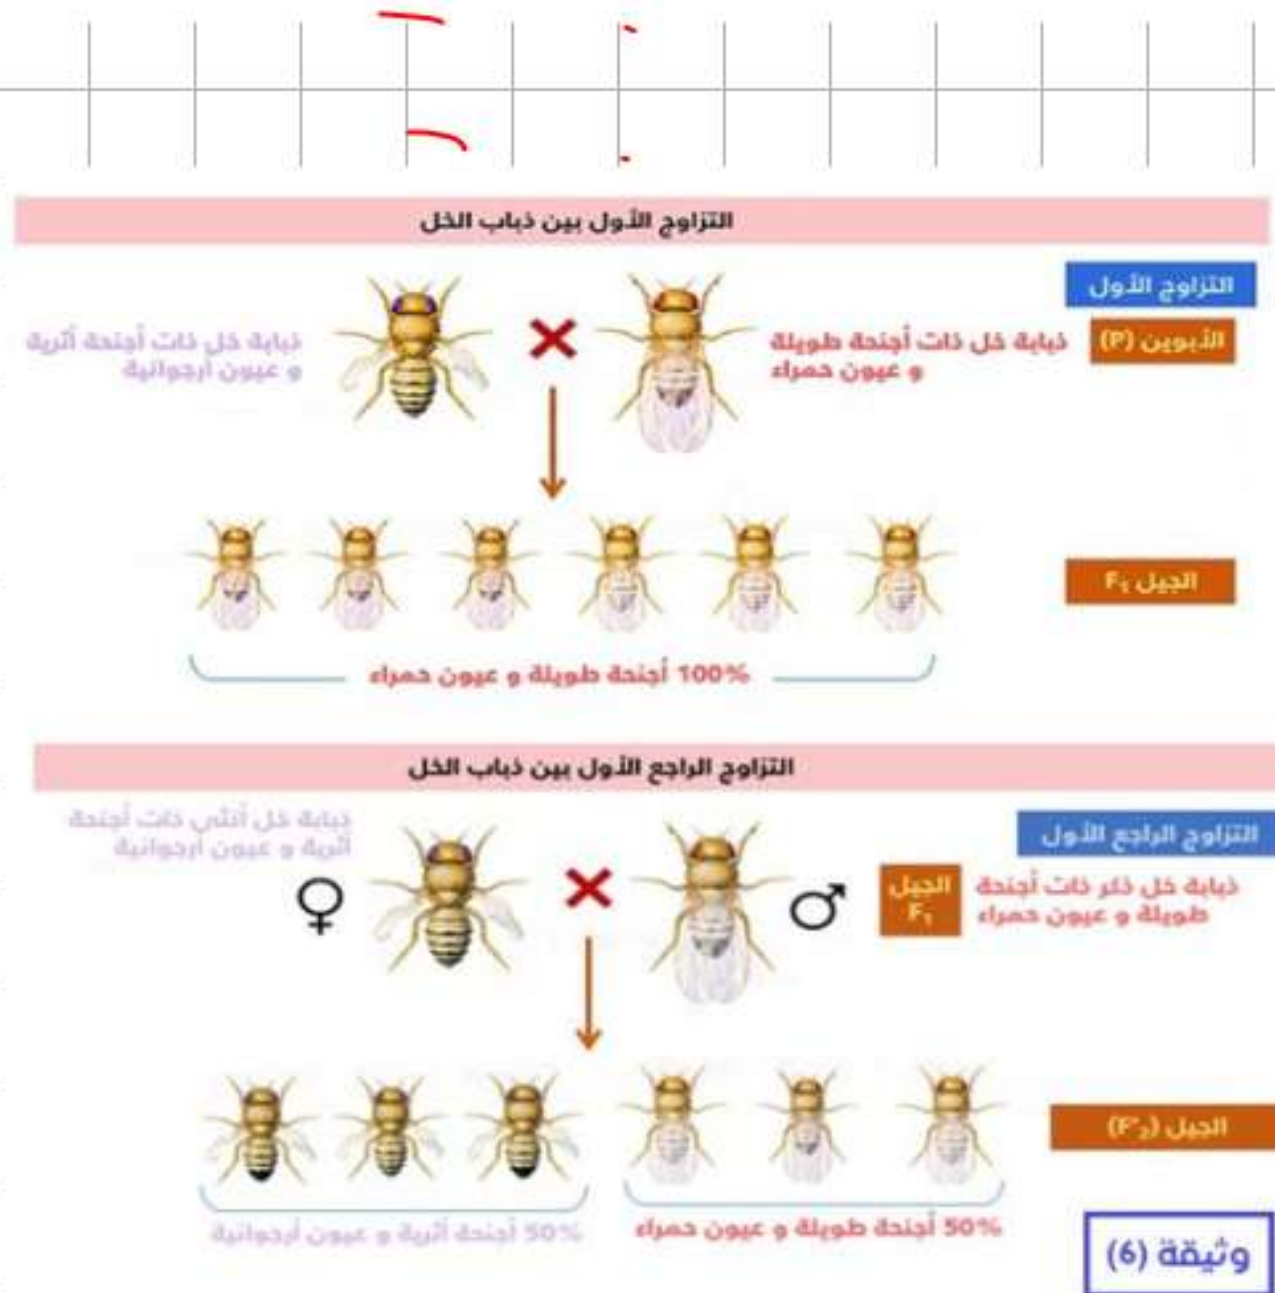 التزاوج الأول بين ذباب الخل
التزاوج الأول
الأبوين (P)
ذبابة خل ذات أجنحة طويلة
و عيون حمراء
ذبابة خل ذات أجنحة أثرية
و عيون أرجوانية
الجيل F₁
100% أجنحة طويلة و عيون حمراء
التزاوج الراجع الأول بين ذباب الخل
التزاوج الراجع الأول
الجيل
F₁
ذبابة خل ذكر ذات أجنحة
طويلة و عيون حمراء
ذبابة خل أنثى ذات أجنحة
أثرية و عيون أرجوانية
الجيل (F'₂)
50% أجنحة طويلة و عيون حمراء
50% أجنحة أثرية و عيون أرجوانية
وثيقة (6)